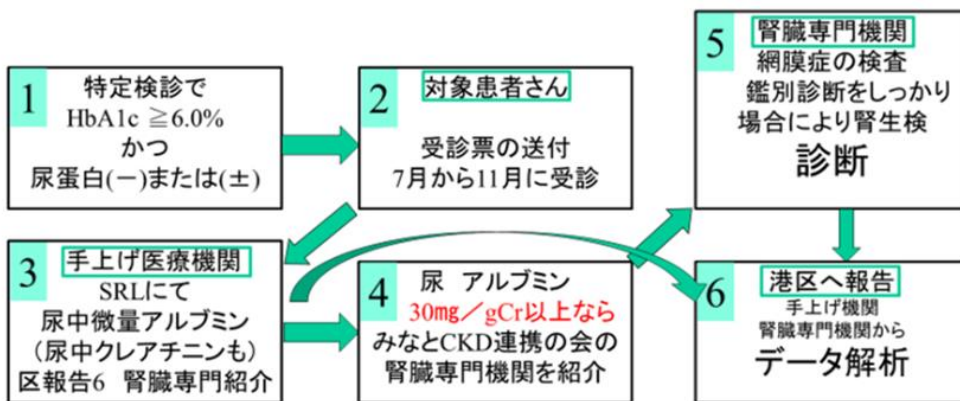 1
特定検診で
HbA1c ≧6.0%
かつ
尿蛋白(－)または(±)
2
対象患者さん
受診票の送付
7月から11月に受診
3
手上げ医療機関
SRLにて
尿中微量アルブミン
（尿中クレアチニンも）
区報告6 腎臓専門紹介
4
尿 アルブミン
30㎎／gCr以上なら
みなとCKD連携の会の
腎臓専門機関を紹介
5
腎臓専門機関
網膜症の検査
鑑別診断をしっかり
場合により腎生検
診断
6
港区へ報告
手上げ機関
腎臓専門機関から
データ解析